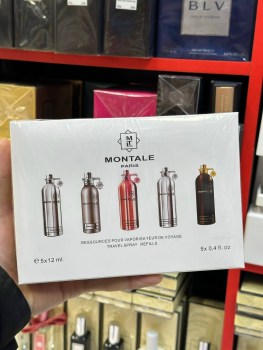 BLV
MONTALE
PARIS
RESSOURCES POUR VAPORISATEUR DE VOYAGE
TRAVEL SPRAY REFILLS
℮ 5x12 ml
5x 0,4 fl. oz